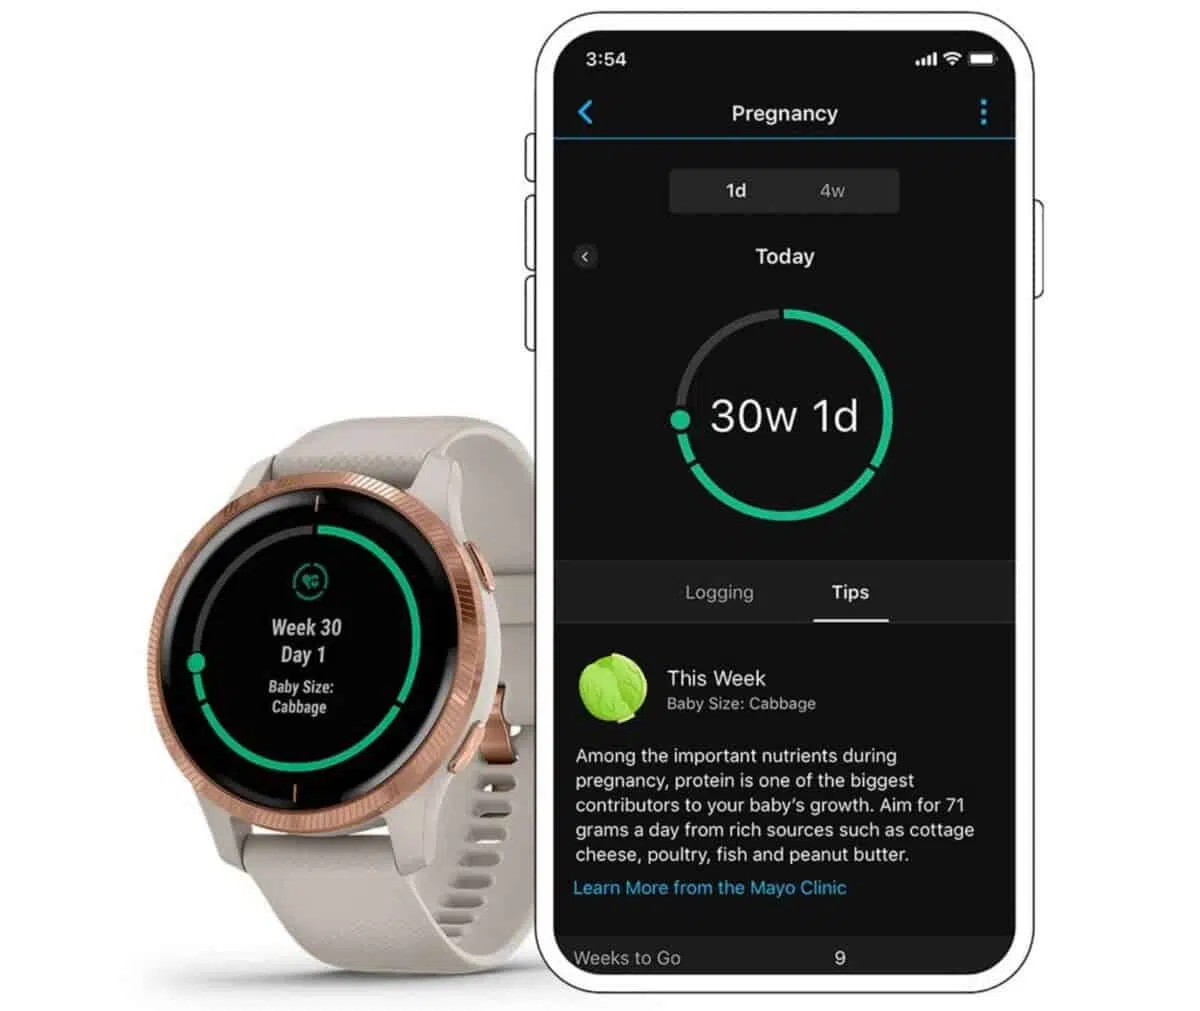 3:54
Pregnancy
1d 4w
Today
30w 1d
Logging Tips
This Week
Baby Size: Cabbage
Among the important nutrients during
pregnancy, protein is one of the biggest
contributors to your baby's growth. Aim for 71
grams a day from rich sources such as cottage
cheese, poultry, fish and peanut butter.
Learn More from the Mayo Clinic
Weeks to Go 9
Week 30
Day 1
Baby Size:
Cabbage